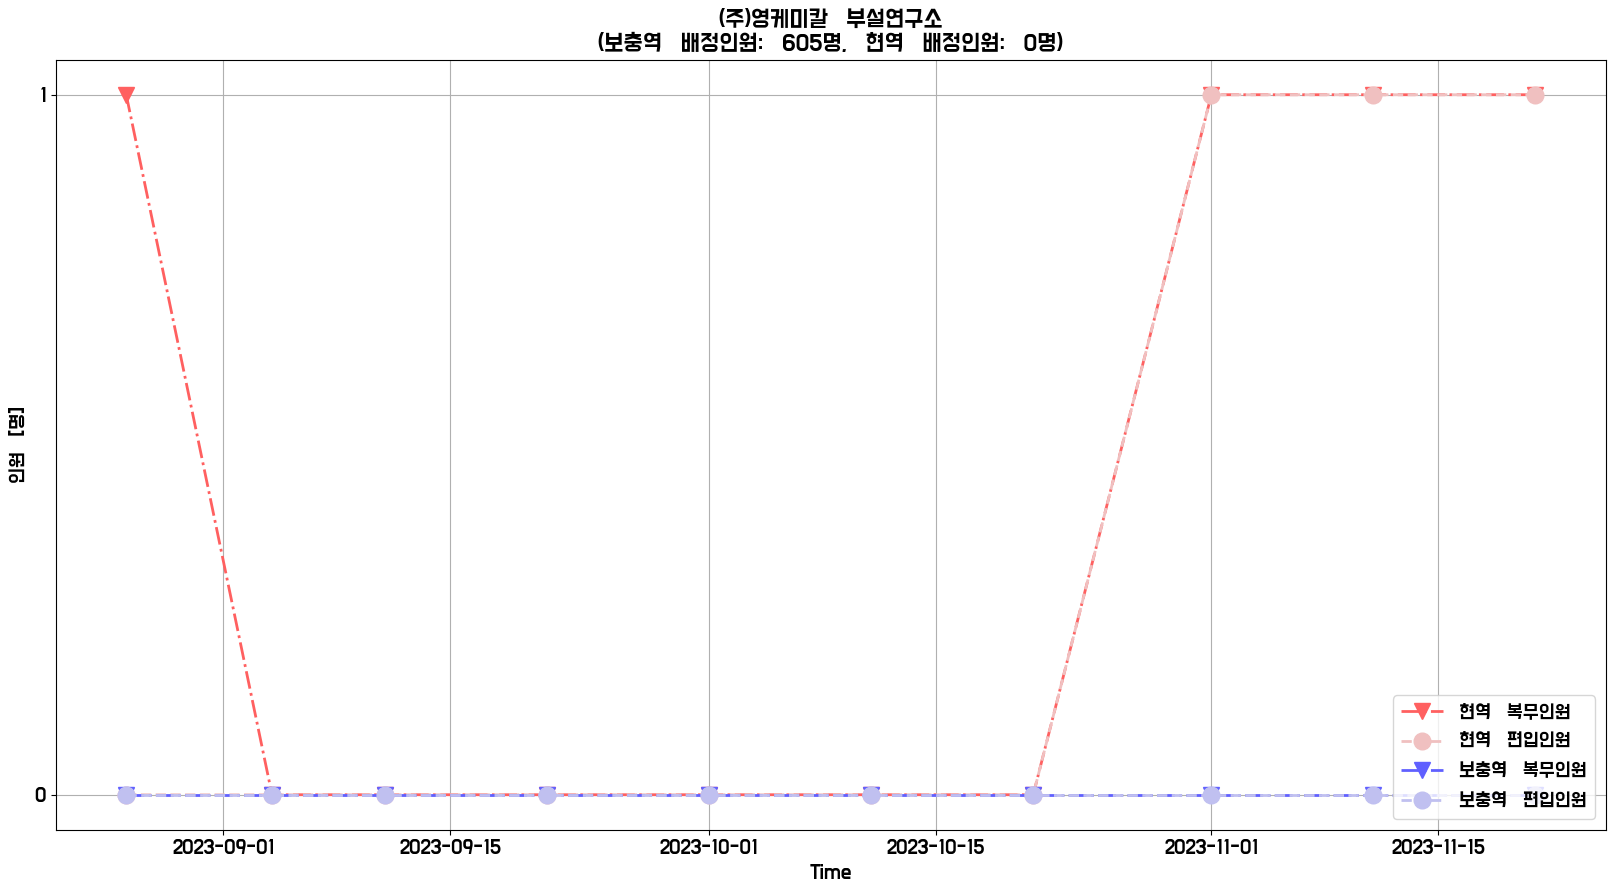 (주)영케미칼 부설연구소
(보충역 배정인원: 605명, 현역 배정인원: 0명)
인원 [명]
1
0
현역 복무인원
현역 편입인원
보충역 복무인원
보충역 편입인원
2023-09-01 2023-09-15 2023-10-01 2023-10-15 2023-11-01 2023-11-15
Time